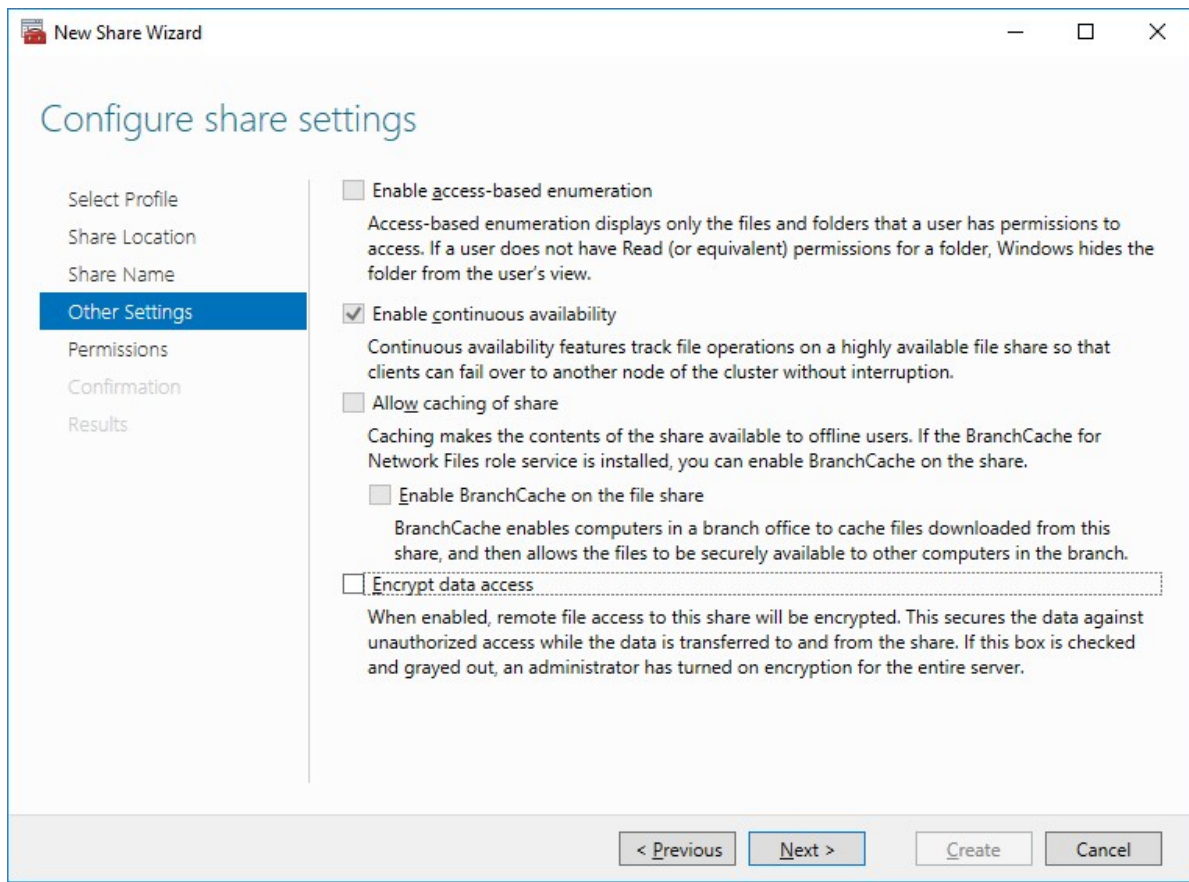 New Share Wizard
Configure share settings
Select Profile
Share Location
Share Name
Other Settings
Permissions
Confirmation
Results
Enable access-based enumeration
Access-based enumeration displays only the files and folders that a user has permissions to
access. If a user does not have Read (or equivalent) permissions for a folder, Windows hides the
folder from the user's view.
Enable continuous availability
Continuous availability features track file operations on a highly available file share so that
clients can fail over to another node of the cluster without interruption.
Allow caching of share
Caching makes the contents of the share available to offline users. If the BranchCache for
Network Files role service is installed, you can enable BranchCache on the share.
Enable BranchCache on the file share
BranchCache enables computers in a branch office to cache files downloaded from this
share, and then allows the files to be securely available to other computers in the branch.
Encrypt data access
When enabled, remote file access to this share will be encrypted. This secures the data against
unauthorized access while the data is transferred to and from the share. If this box is checked
and grayed out, an administrator has turned on encryption for the entire server.
< Previous
Next >
Create
Cancel